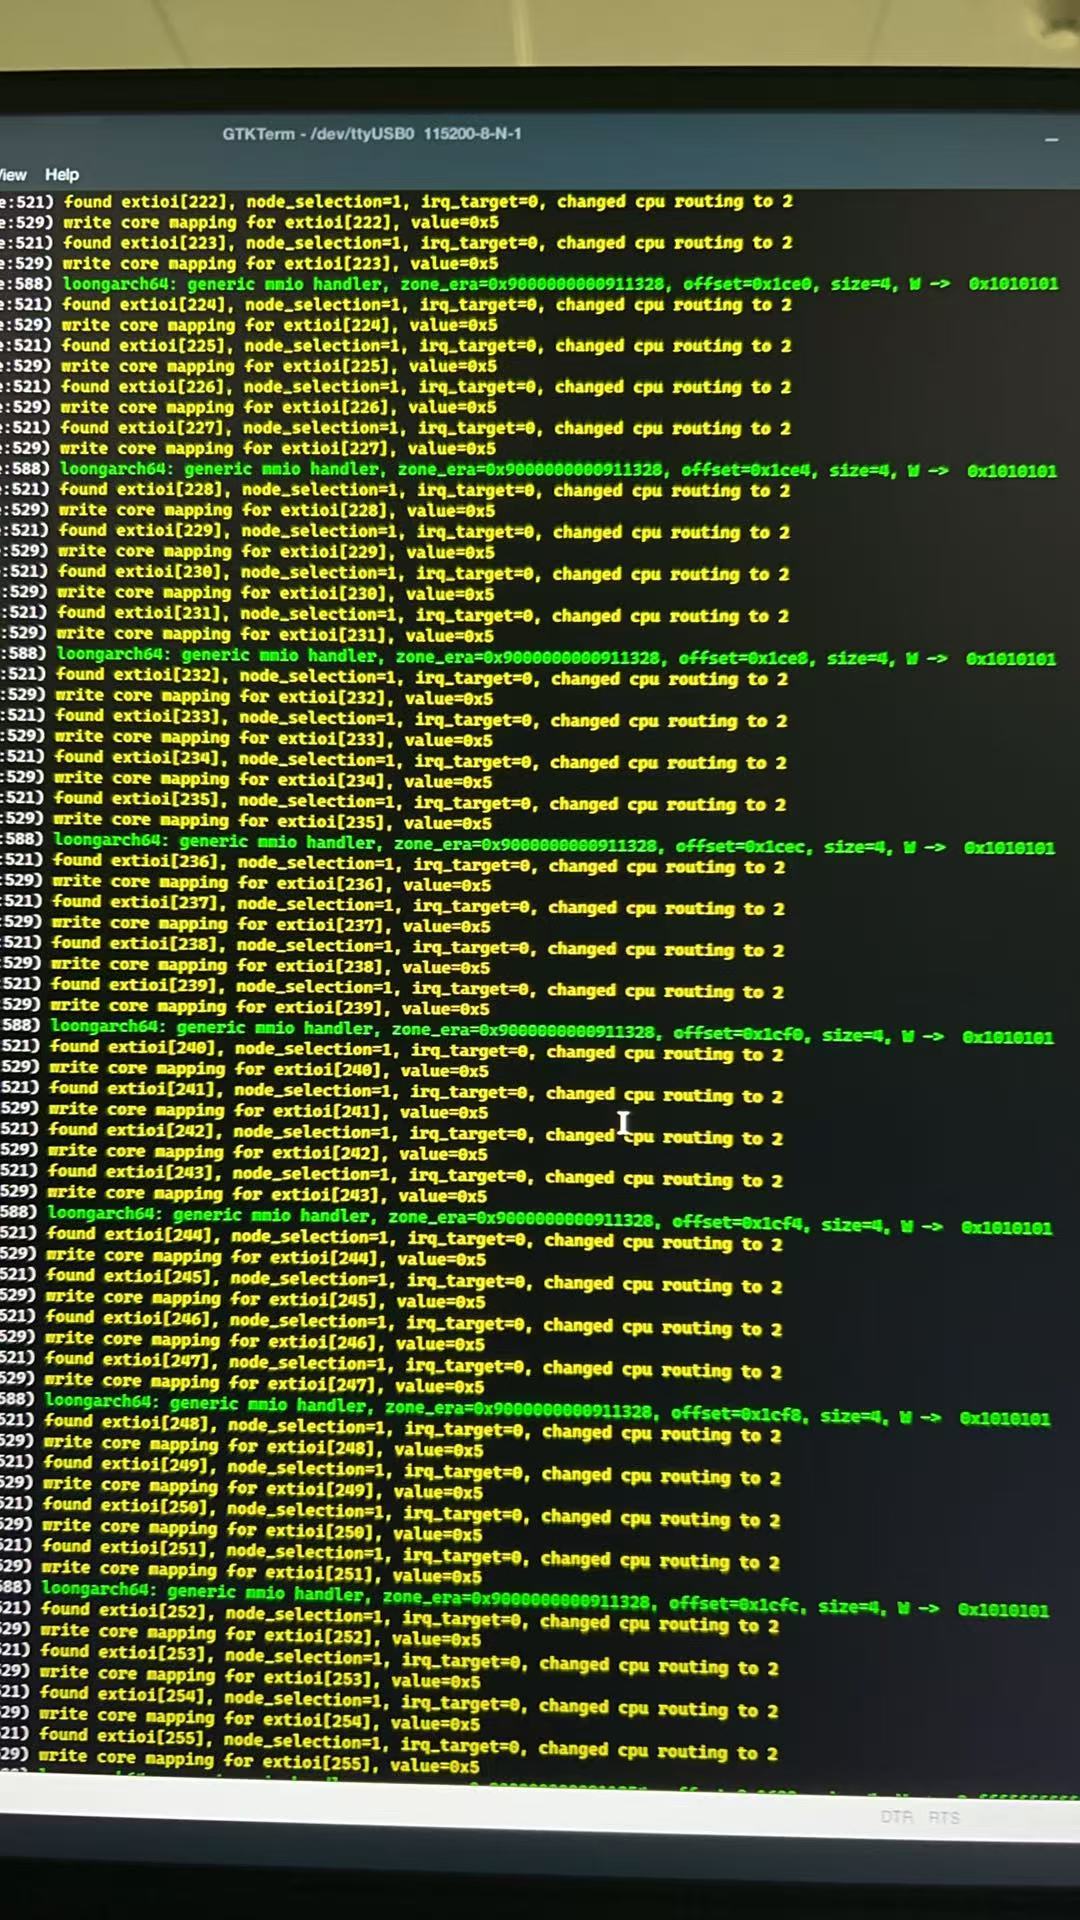 GTKTerm - /dev/ttyUSB0 115200-8-N-1
View Help
e:521) found extioi[222], node_selection=1, irq_target=0, changed cpu routing to 2
e:529) write core mapping for extioi[222], value=0x5
e:521) found extioi[223], node_selection=1, irq_target=0, changed cpu routing to 2
e:529) write core mapping for extioi[223], value=0x5
e:588) loongarch64: generic mmio handler, zone_era=0x9000000000911328, offset=0x1ce0, size=4, W -> 0x1010101
e:521) found extioi[224], node_selection=1, irq_target=0, changed cpu routing to 2
e:529) write core mapping for extioi[224], value=0x5
e:521) found extioi[225], node_selection=1, irq_target=0, changed cpu routing to 2
e:529) write core mapping for extioi[225], value=0x5
e:521) found extioi[226], node_selection=1, irq_target=0, changed cpu routing to 2
e:529) write core mapping for extioi[226], value=0x5
e:521) found extioi[227], node_selection=1, irq_target=0, changed cpu routing to 2
e:529) write core mapping for extioi[227], value=0x5
e:588) loongarch64: generic mmio handler, zone_era=0x9000000000911328, offset=0x1ce4, size=4, W -> 0x1010101
e:521) found extioi[228], node_selection=1, irq_target=0, changed cpu routing to 2
:529) write core mapping for extioi[228], value=0x5
:521) found extioi[229], node_selection=1, irq_target=0, changed cpu routing to 2
:529) write core mapping for extioi[229], value=0x5
:521) found extioi[230], node_selection=1, irq_target=0, changed cpu routing to 2
:529) write core mapping for extioi[230], value=0x5
:521) found extioi[231], node_selection=1, irq_target=0, changed cpu routing to 2
:529) write core mapping for extioi[231], value=0x5
:588) loongarch64: generic mmio handler, zone_era=0x9000000000911328, offset=0x1ce8, size=4, W -> 0x1010101
:521) found extioi[232], node_selection=1, irq_target=0, changed cpu routing to 2
:529) write core mapping for extioi[232], value=0x5
:521) found extioi[233], node_selection=1, irq_target=0, changed cpu routing to 2
:529) write core mapping for extioi[233], value=0x5
:521) found extioi[234], node_selection=1, irq_target=0, changed cpu routing to 2
:529) write core mapping for extioi[234], value=0x5
:521) found extioi[235], node_selection=1, irq_target=0, changed cpu routing to 2
:529) write core mapping for extioi[235], value=0x5
:588) loongarch64: generic mmio handler, zone_era=0x9000000000911328, offset=0x1cec, size=4, W -> 0x1010101
:521) found extioi[236], node_selection=1, irq_target=0, changed cpu routing to 2
:529) write core mapping for extioi[236], value=0x5
:521) found extioi[237], node_selection=1, irq_target=0, changed cpu routing to 2
:529) write core mapping for extioi[237], value=0x5
:521) found extioi[238], node_selection=1, irq_target=0, changed cpu routing to 2
:529) write core mapping for extioi[238], value=0x5
:521) found extioi[239], node_selection=1, irq_target=0, changed cpu routing to 2
529) write core mapping for extioi[239], value=0x5
588) loongarch64: generic mmio handler, zone_era=0x9000000000911328, offset=0x1cf0, size=4, W -> 0x1010101
521) found extioi[240], node_selection=1, irq_target=0, changed cpu routing to 2
529) write core mapping for extioi[240], value=0x5
521) found extioi[241], node_selection=1, irq_target=0, changed cpu routing to 2
529) write core mapping for extioi[241], value=0x5
521) found extioi[242], node_selection=1, irq_target=0, changed cpu routing to 2
529) write core mapping for extioi[242], value=0x5
521) found extioi[243], node_selection=1, irq_target=0, changed cpu routing to 2
529) write core mapping for extioi[243], value=0x5
588) loongarch64: generic mmio handler, zone_era=0x9000000000911328, offset=0x1cf4, size=4, W -> 0x1010101
521) found extioi[244], node_selection=1, irq_target=0, changed cpu routing to 2
529) write core mapping for extioi[244], value=0x5
521) found extioi[245], node_selection=1, irq_target=0, changed cpu routing to 2
529) write core mapping for extioi[245], value=0x5
521) found extioi[246], node_selection=1, irq_target=0, changed cpu routing to 2
529) write core mapping for extioi[246], value=0x5
521) found extioi[247], node_selection=1, irq_target=0, changed cpu routing to 2
529) write core mapping for extioi[247], value=0x5
588) loongarch64: generic mmio handler, zone_era=0x9000000000911328, offset=0x1cf8, size=4, W -> 0x1010101
521) found extioi[248], node_selection=1, irq_target=0, changed cpu routing to 2
529) write core mapping for extioi[248], value=0x5
521) found extioi[249], node_selection=1, irq_target=0, changed cpu routing to 2
529) write core mapping for extioi[249], value=0x5
521) found extioi[250], node_selection=1, irq_target=0, changed cpu routing to 2
529) write core mapping for extioi[250], value=0x5
521) found extioi[251], node_selection=1, irq_target=0, changed cpu routing to 2
29) write core mapping for extioi[251], value=0x5
88) loongarch64: generic mmio handler, zone_era=0x9000000000911328, offset=0x1cfc, size=4, W -> 0x1010101
21) found extioi[252], node_selection=1, irq_target=0, changed cpu routing to 2
29) write core mapping for extioi[252], value=0x5
21) found extioi[253], node_selection=1, irq_target=0, changed cpu routing to 2
29) write core mapping for extioi[253], value=0x5
21) found extioi[254], node_selection=1, irq_target=0, changed cpu routing to 2
29) write core mapping for extioi[254], value=0x5
21) found extioi[255], node_selection=1, irq_target=0, changed cpu routing to 2
29) write core mapping for extioi[255], value=0x5
DTR RTS